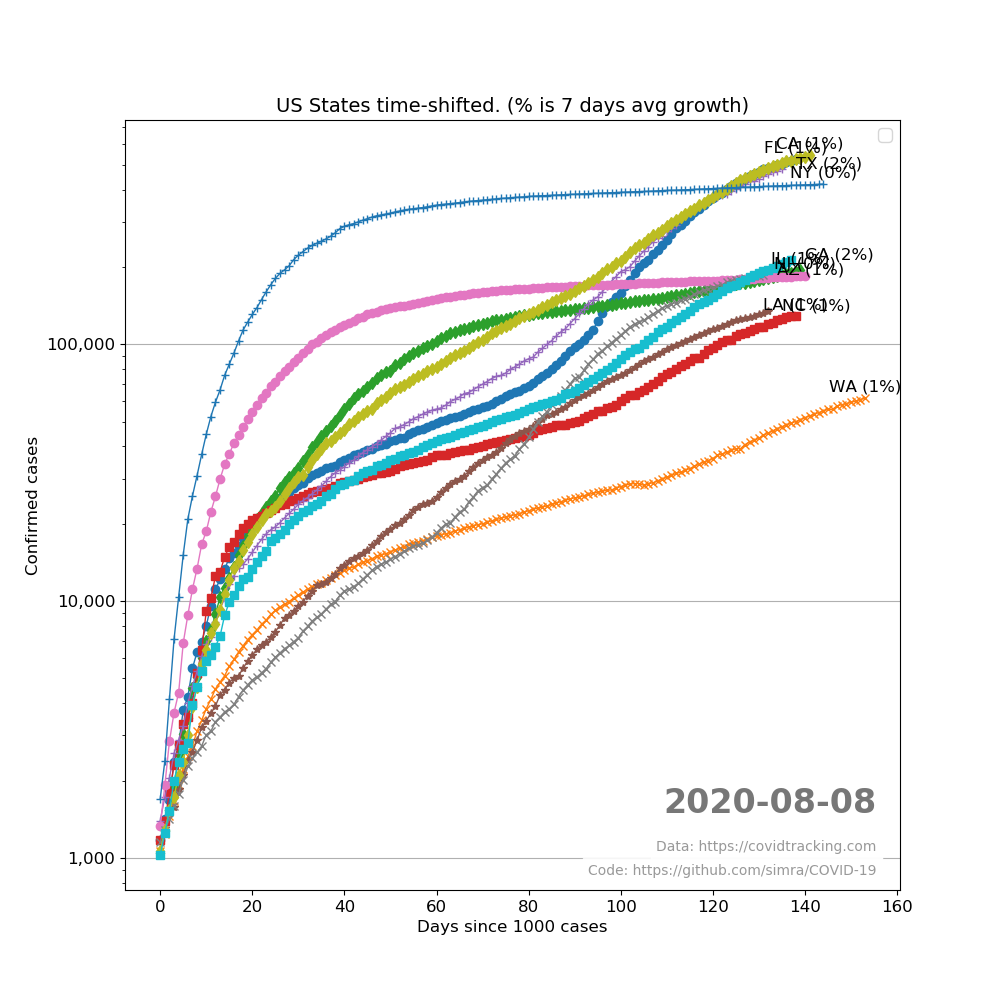 US States time-shifted. (% is 7 days avg growth)
CA (1%)
FL (1%)
TX (2%)
NY (0%)
GA (2%)
AZ (1%)
NC (1%)
WA (1%)
100,000
10,000
1,000
Confirmed cases
2020-08-08
Data: https://covidtracking.com
Code: https://github.com/simra/COVID-19
0 20 40 60 80 100 120 140 160
Days since 1000 cases